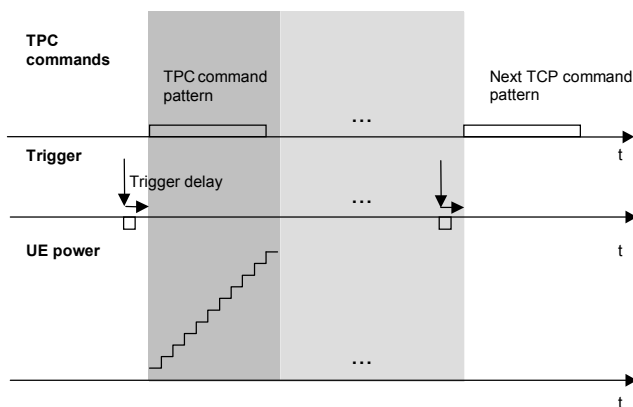 TPC
commands
TPC command
pattern
Next TCP command
pattern
...
t
Trigger
Trigger delay
...
t
UE power
...
t